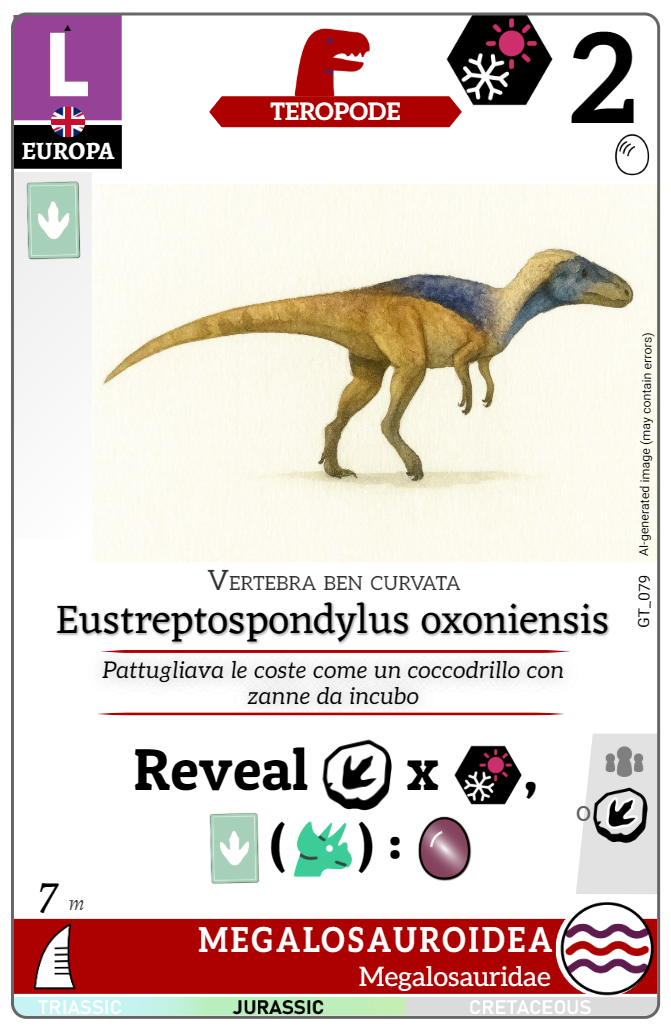 L
EUROPA
TEROPODE
2
AI-generated image (may contain errors)
GT_079
Vertebra ben curvata
Eustreptospondylus oxoniensis
Pattugliava le coste come un coccodrillo con
zanne da incubo
Reveal x ,
( ) :
o
7 m
MEGALOSAUROIDEA
Megalosauridae
TRIASSIC JURASSIC CRETACEOUS